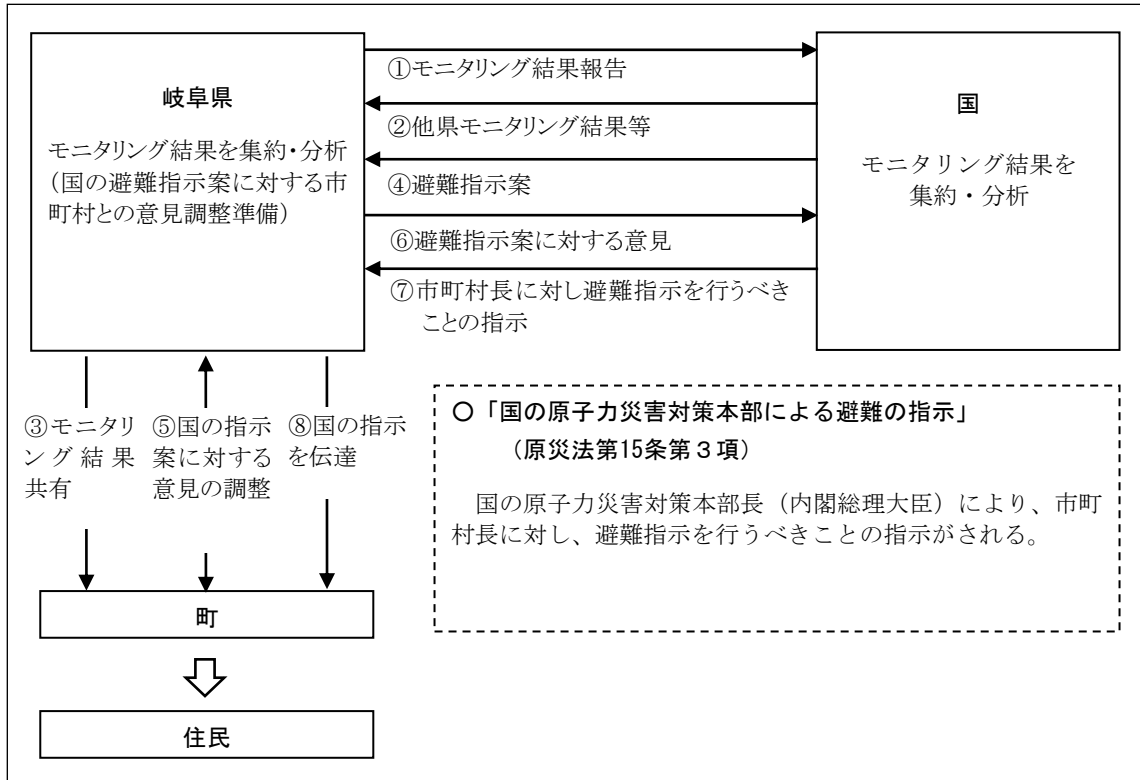 岐阜県
モニタリング結果を集約・分析
（国の避難指示案に対する市
町村との意見調整準備）
①モニタリング結果報告
②他県モニタリング結果等
④避難指示案
⑥避難指示案に対する意見
⑦市町村長に対し避難指示を行うべき
ことの指示
国
モニタリング結果を
集約・分析
③モニタリ
ング結果
共有
⑤国の指示
案に対する
意見の調整
⑧国の指示
を伝達
○「国の原子力災害対策本部による避難の指示」
（原災法第15条第３項）
国の原子力災害対策本部長（内閣総理大臣）により、市町
村長に対し、避難指示を行うべきことの指示がされる。
町
住民